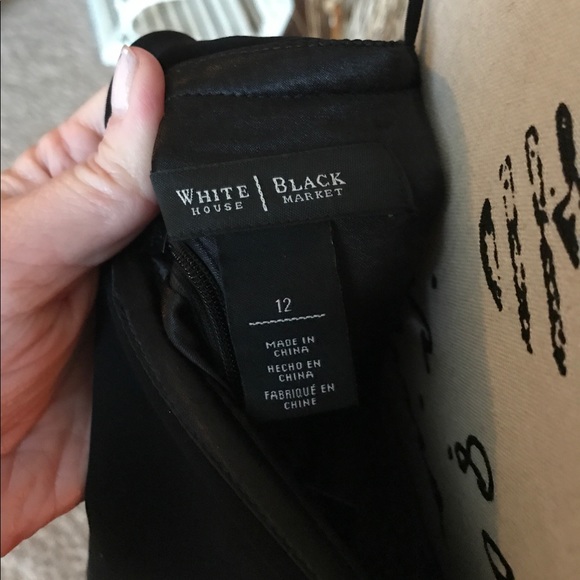 WHITE | BLACK
HOUSE | MARKET
12
MADE IN
CHINA
HECHO EN
CHINA
FABRIQUÉ EN
CHINE